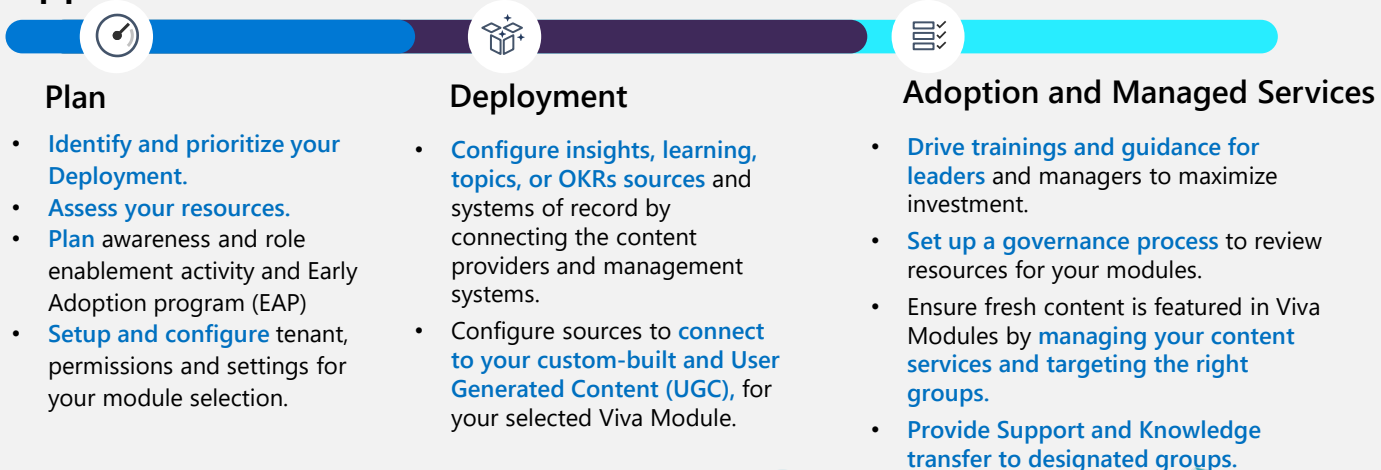 Plan
• Identify and prioritize your
Deployment.
• Assess your resources.
• Plan awareness and role
enablement activity and Early
Adoption program (EAP)
• Setup and configure tenant,
permissions and settings for
your module selection.
Deployment
• Configure insights, learning,
topics, or OKRs sources and
systems of record by
connecting the content
providers and management
systems.
• Configure sources to connect
to your custom-built and User
Generated Content (UGC), for
your selected Viva Module.
Adoption and Managed Services
• Drive trainings and guidance for
leaders and managers to maximize
investment.
• Set up a governance process to review
resources for your modules.
• Ensure fresh content is featured in Viva
Modules by managing your content
services and targeting the right
groups.
• Provide Support and Knowledge
transfer to designated groups.